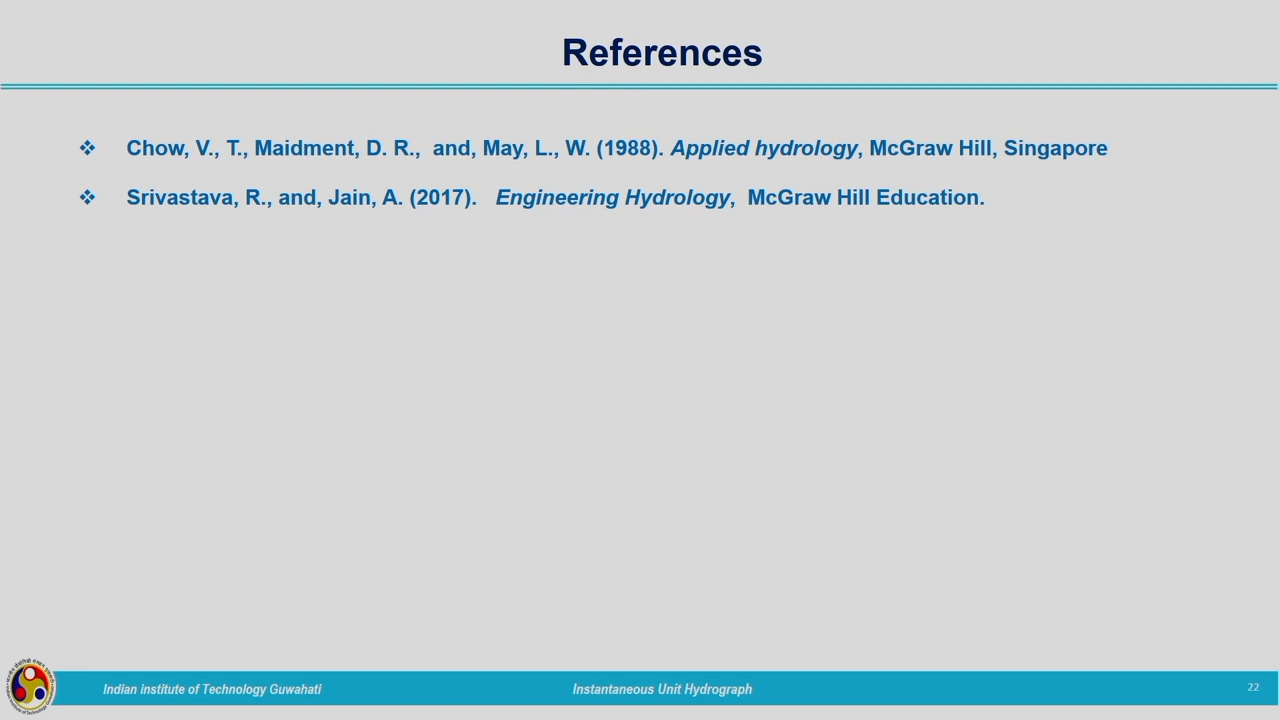 References
❖ Chow, V., T., Maidment, D. R., and, May, L., W. (1988). Applied hydrology, McGraw Hill, Singapore
❖ Srivastava, R., and, Jain, A. (2017). Engineering Hydrology, McGraw Hill Education.
Indian institute of Technology Guwahati
Instantaneous Unit Hydrograph
22